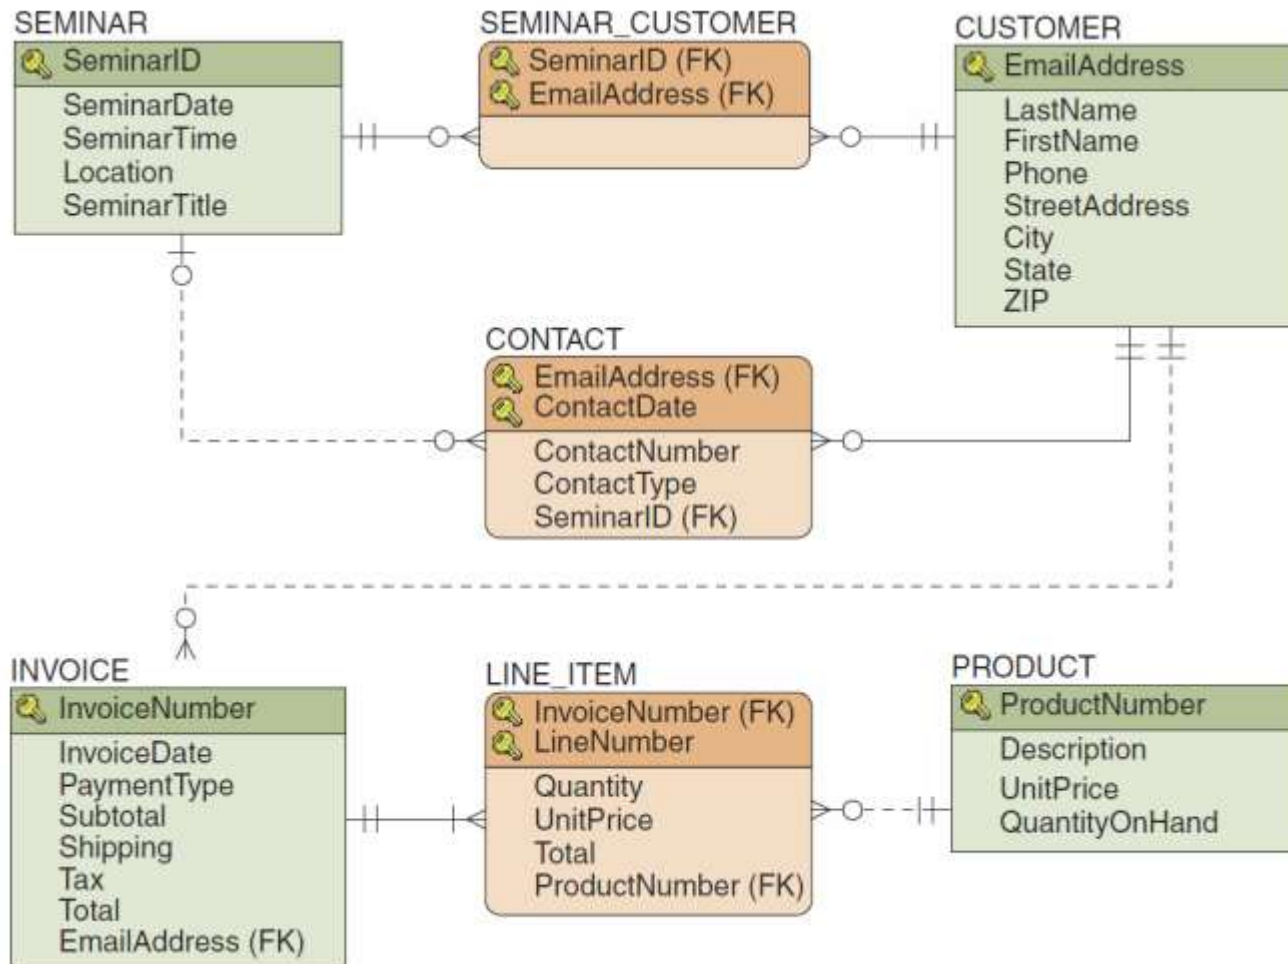 SEMINAR
SeminarID
SeminarDate
SeminarTime
Location
SeminarTitle
SEMINAR_CUSTOMER
SeminarID (FK)
EmailAddress (FK)
CUSTOMER
EmailAddress
LastName
FirstName
Phone
StreetAddress
City
State
ZIP
CONTACT
EmailAddress (FK)
ContactDate
ContactNumber
ContactType
SeminarID (FK)
INVOICE
InvoiceNumber
InvoiceDate
PaymentType
Subtotal
Shipping
Tax
Total
EmailAddress (FK)
LINE_ITEM
InvoiceNumber (FK)
LineNumber
Quantity
UnitPrice
Total
ProductNumber (FK)
PRODUCT
ProductNumber
Description
UnitPrice
QuantityOnHand